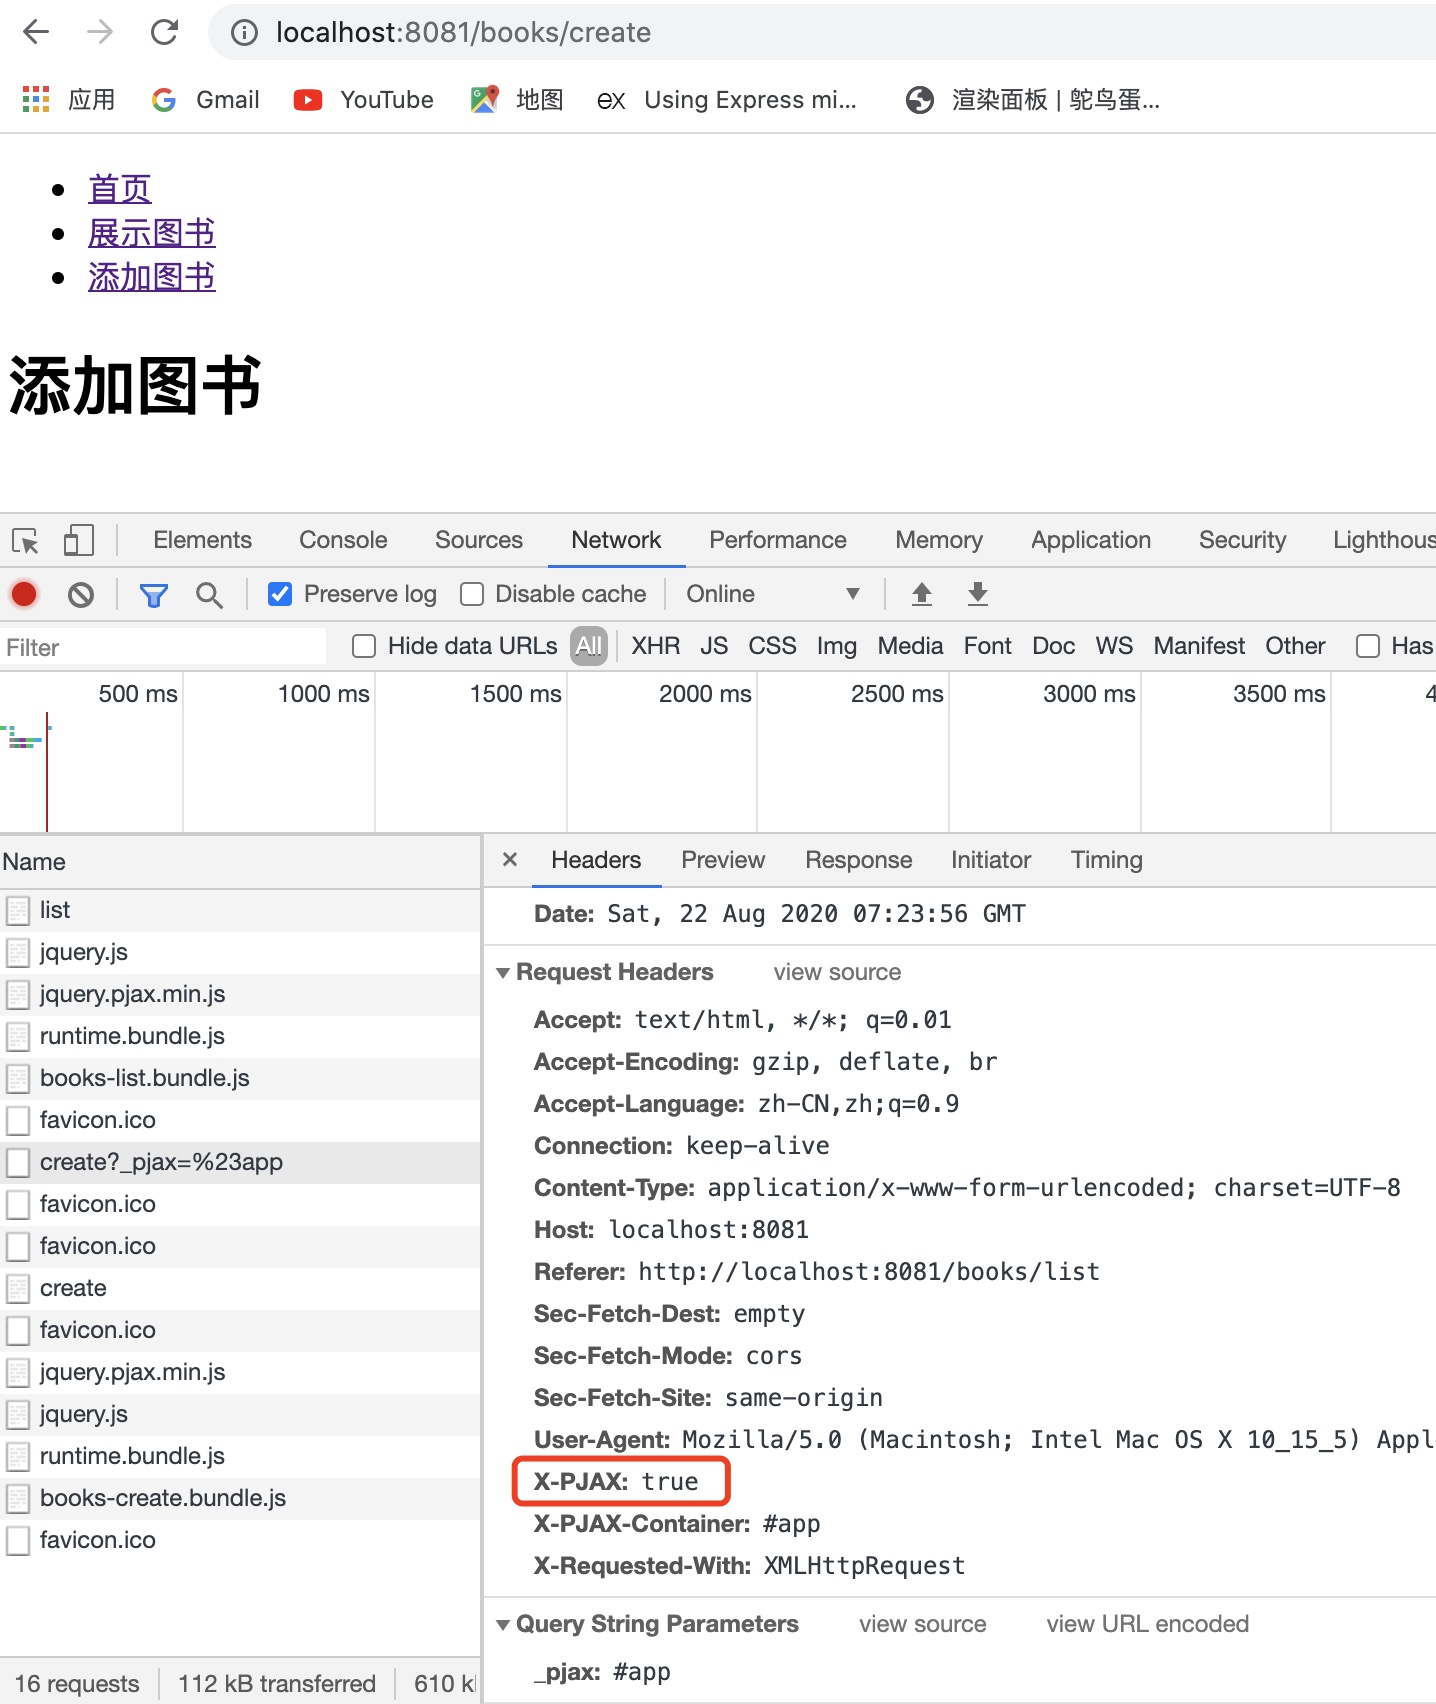 localhost:8081/books/create
应用 Gmail YouTube 地图 Using Express mi... 渲染面板 | 鸵鸟蛋...
首页
展示图书
添加图书
添加图书
Elements Console Sources Network Performance Memory Application Security Lighthous
Preserve log Disable cache Online
Filter Hide data URLs All XHR JS CSS Img Media Font Doc WS Manifest Other Has
500 ms 1000 ms 1500 ms 2000 ms 2500 ms 3000 ms 3500 ms 4
Name
list
jquery.js
jquery.pjax.min.js
runtime.bundle.js
books-list.bundle.js
favicon.ico
create?_pjax=%23app
favicon.ico
favicon.ico
create
favicon.ico
jquery.pjax.min.js
jquery.js
runtime.bundle.js
books-create.bundle.js
favicon.ico
16 requests 112 kB transferred 610 k
Headers Preview Response Initiator Timing
Date: Sat, 22 Aug 2020 07:23:56 GMT
Request Headers view source
Accept: text/html, */*; q=0.01
Accept-Encoding: gzip, deflate, br
Accept-Language: zh-CN,zh;q=0.9
Connection: keep-alive
Content-Type: application/x-www-form-urlencoded; charset=UTF-8
Host: localhost:8081
Referer: http://localhost:8081/books/list
Sec-Fetch-Dest: empty
Sec-Fetch-Mode: cors
Sec-Fetch-Site: same-origin
User-Agent: Mozilla/5.0 (Macintosh; Intel Mac OS X 10_15_5) Appl
X-PJAX: true
X-PJAX-Container: #app
X-Requested-With: XMLHttpRequest
Query String Parameters view source view URL encoded
_pjax: #app